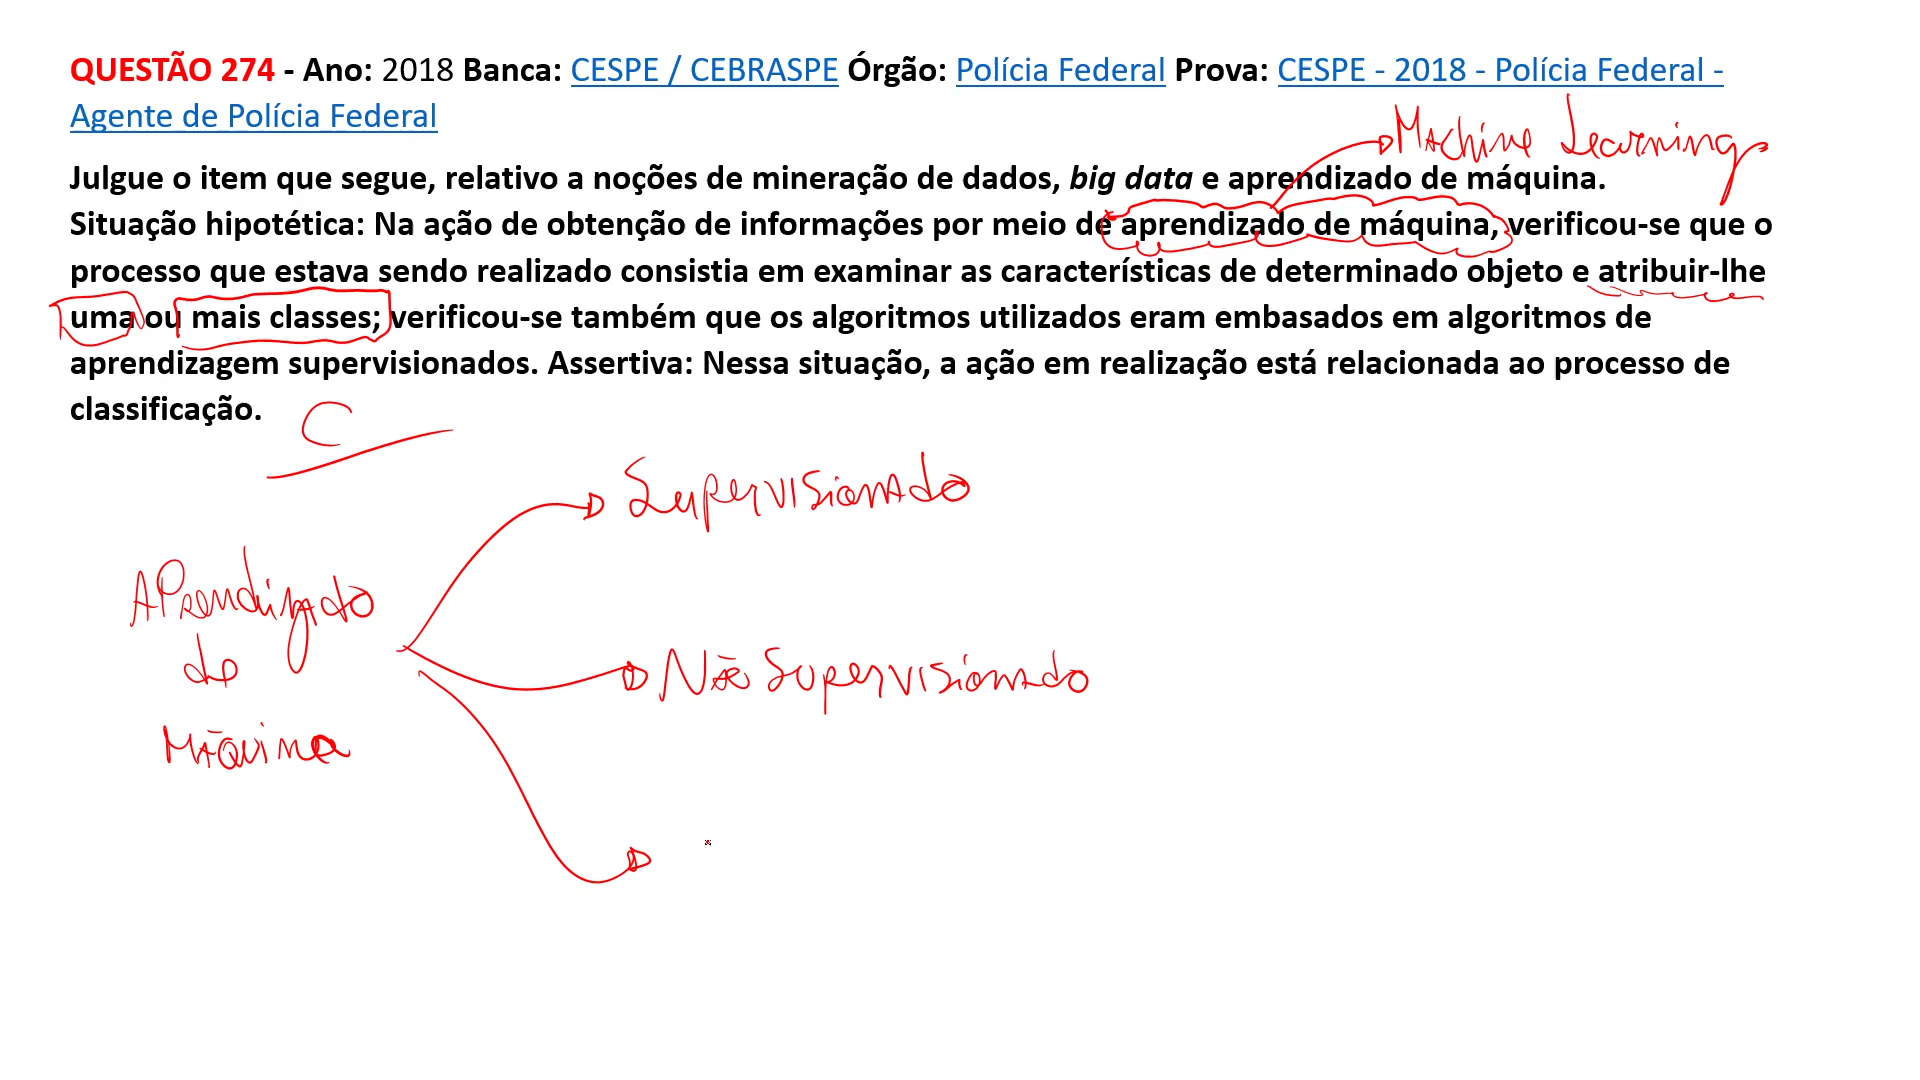 QUESTÃO 274 - Ano: 2018 Banca: CESPE / CEBRASPE Órgão: Polícia Federal Prova: CESPE - 2018 - Polícia Federal -
Agente de Polícia Federal
Machine Learning
Julgue o item que segue, relativo a noções de mineração de dados, big data e aprendizado de máquina.
Situação hipotética: Na ação de obtenção de informações por meio de aprendizado de máquina, verificou-se que o
processo que estava sendo realizado consistia em examinar as características de determinado objeto e atribuir-lhe
uma ou mais classes; verificou-se também que os algoritmos utilizados eram embasados em algoritmos de
aprendizagem supervisionados. Assertiva: Nessa situação, a ação em realização está relacionada ao processo de
classificação.
C
Supervisionado
Aprendizado
de
Máquina
Não Supervisionado